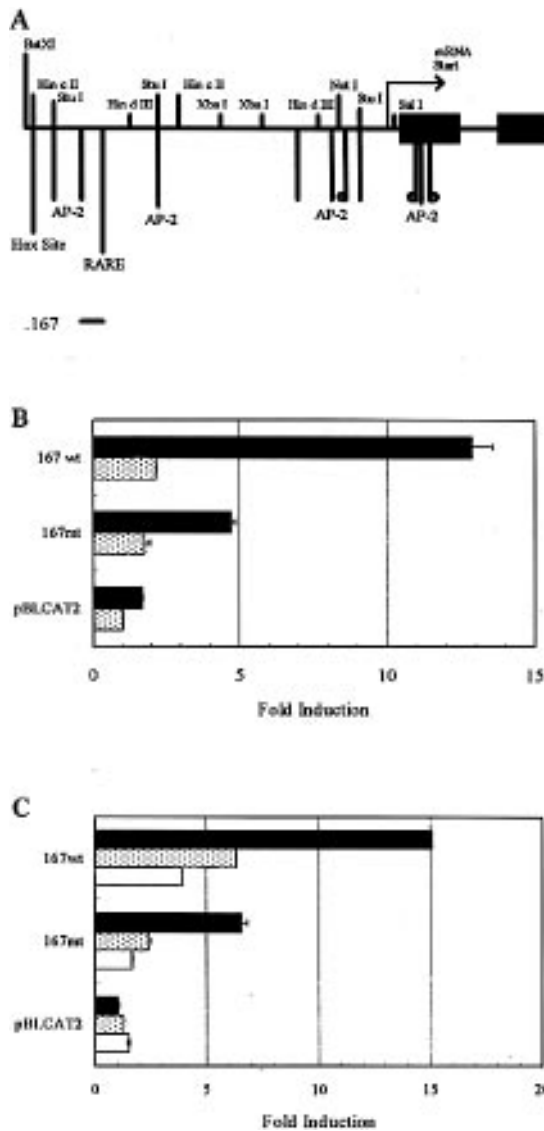 A
BstXI
mRNA
Start
Hin c II
Stu I
Stu I
Hin c II
Not I
Stu I
Hin d III
Xba I
Xba I
Hin d III
Sal I
AP-2
AP-2
AP-2
AP-2
Hox Site
RARE
.167
B
167 wt
167mt
pBLCAT2
0 5 10 15
Fold Induction
C
167wt
167mt
pBLCAT2
0 5 10 15 20
Fold Induction